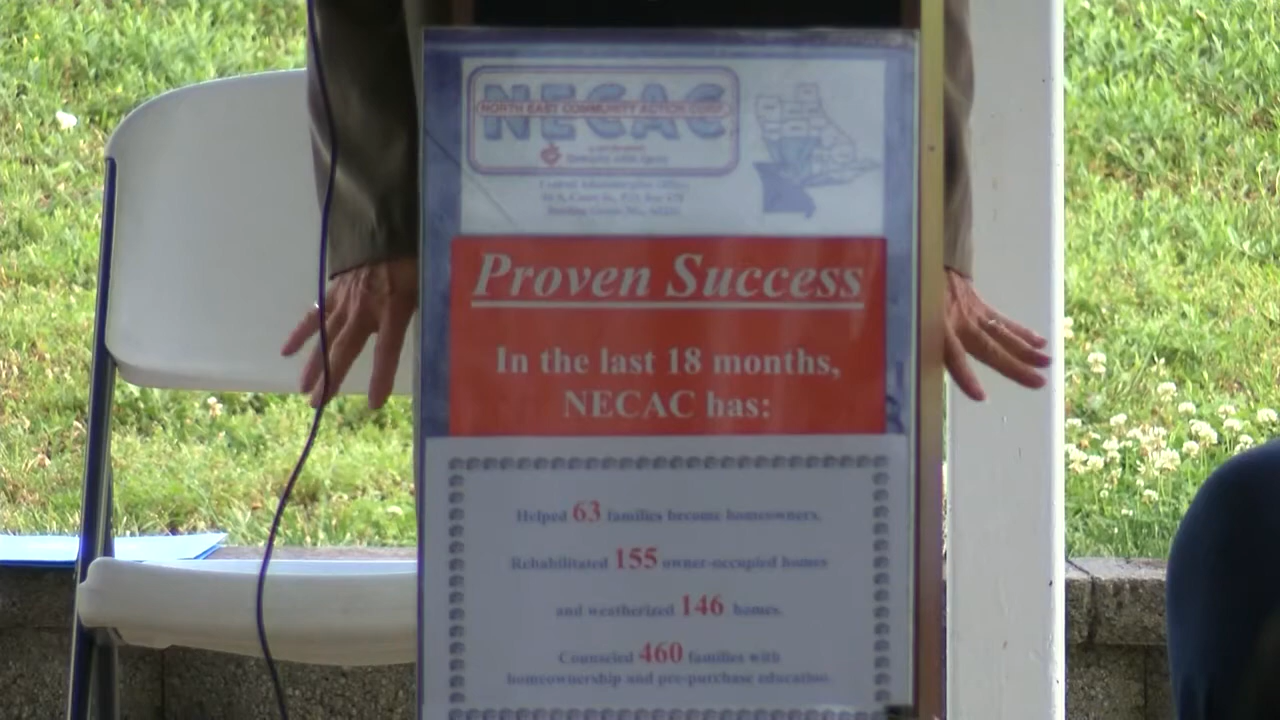 NECAC
NORTH EAST COMMUNITY ACTION CORP.
Proven Success
In the last 18 months,
NECAC has:
Helped 63 families become homeowners.
Rehabilitated 155 owner-occupied homes
and weatherized 146 homes.
Counseled 460 families with
homeownership and pre-purchase education